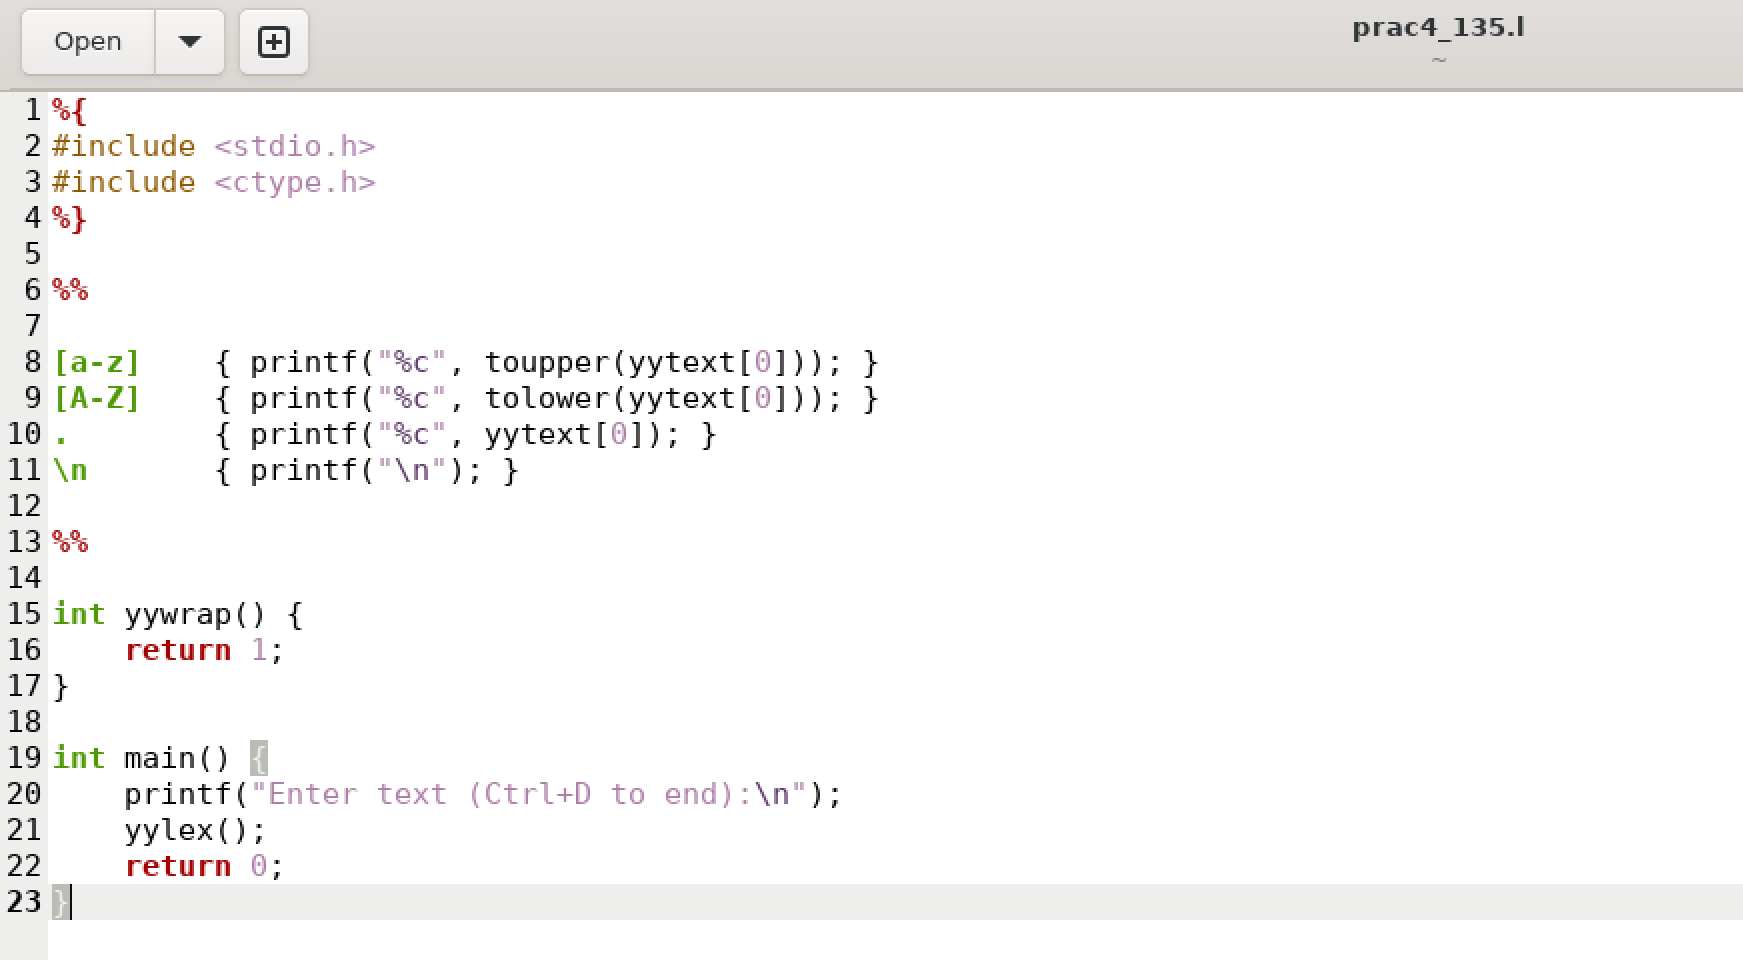 Open
prac4_135.l
~
1 %{
2 #include <stdio.h>
3 #include <ctype.h>
4 %}
5
6 %%
7
8 [a-z]    { printf("%c", toupper(yytext[0])); }
9 [A-Z]    { printf("%c", tolower(yytext[0])); }
10 .        { printf("%c", yytext[0]); }
11 \n       { printf("\n"); }
12
13 %%
14
15 int yywrap() {
16     return 1;
17 }
18
19 int main() {
20     printf("Enter text (Ctrl+D to end):\n");
21     yylex();
22     return 0;
23 }